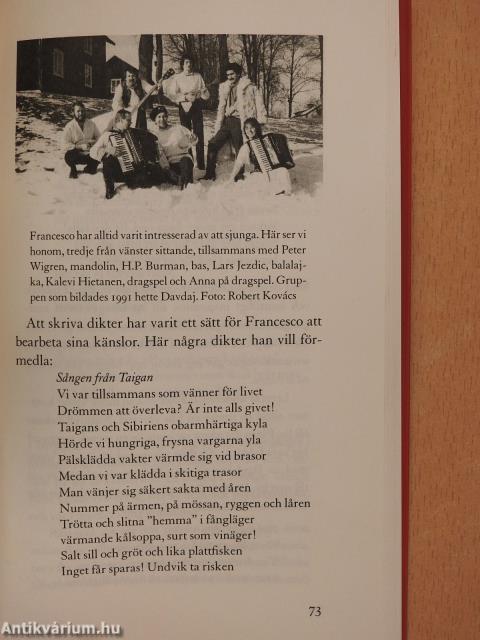 Francesco har alltid varit intresserad av att sjunga. Här ser vi
honom, tredje från vänster sittande, tillsammans med Peter
Wigren, mandolin, H.P. Burman, bas, Lars Jezdic, balalaj-
ka, Kalevi Hietanen, dragspel och Anna på dragspel. Grup-
pen som bildades 1991 hette Davdaj. Foto: Robert Kovács
Att skriva dikter har varit ett sätt för Francesco att
bearbeta sina känslor. Här några dikter han vill för-
medla:
Sången från Taigan
Vi var tillsammans som vänner för livet
Drömmen att överleva? Är inte alls givet!
Taigans och Sibiriens obarmhärtiga kyla
Hörde vi hungriga, frysna vargarna yla
Pälsklädda vakter värmde sig vid brasor
Medan vi var klädda i skitiga trasor
Man vänjer sig säkert sakta med åren
Nummer på ärmen, på mössan, ryggen och låren
Trötta och slitna ”hemma” i fångläger
värmande kålsoppa, surt som vinäger!
Salt sill och gröt och lika plattfisken
Inget får sparas! Undvik ta risken
73
Antikvárium.hu